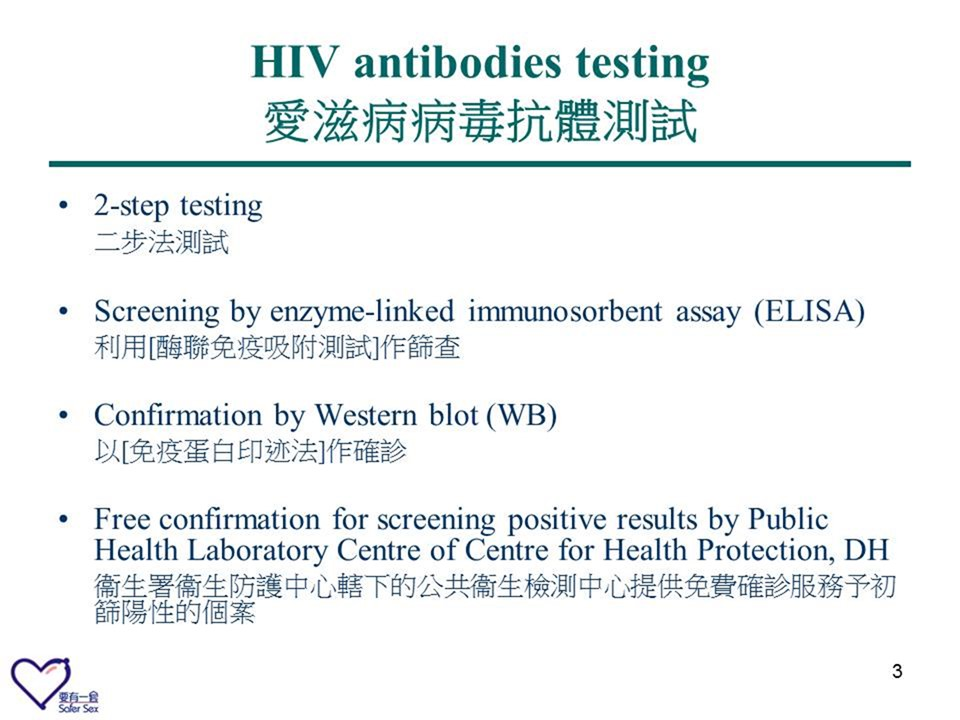 HIV antibodies testing
愛滋病病毒抗體測試
• 2-step testing
二步法測試
• Screening by enzyme-linked immunosorbent assay (ELISA)
利用[酶聯免疫吸附測試]作篩查
• Confirmation by Western blot (WB)
以[免疫蛋白印迹法]作確診
• Free confirmation for screening positive results by Public
Health Laboratory Centre of Centre for Health Protection, DH
衞生署衞生防護中心轄下的公共衞生檢測中心提供免費確診服務予初
篩陽性的個案
3
要有一套
Safer Sex